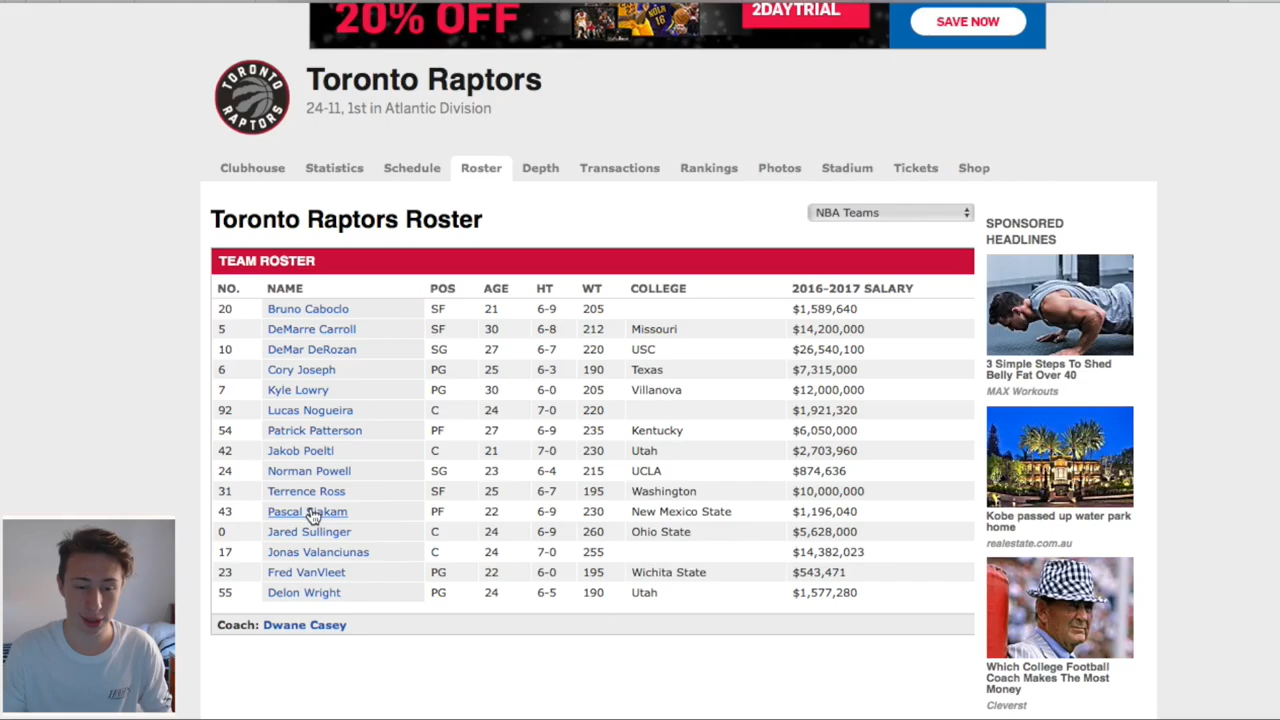 20% OFF
2DAYTRIAL
SAVE NOW
TORONTO
RAPTORS
Toronto Raptors
24-11, 1st in Atlantic Division
Clubhouse Statistics Schedule Roster Depth Transactions Rankings Photos Stadium Tickets Shop
Toronto Raptors Roster
NBA Teams
TEAM ROSTER
NO. NAME POS AGE HT WT COLLEGE 2016-2017 SALARY
20 Bruno Caboclo SF 21 6-9 205 $1,589,640
5 DeMarre Carroll SF 30 6-8 212 Missouri $14,200,000
10 DeMar DeRozan SG 27 6-7 220 USC $26,540,100
6 Cory Joseph PG 25 6-3 190 Texas $7,315,000
7 Kyle Lowry PG 30 6-0 205 Villanova $12,000,000
92 Lucas Nogueira C 24 7-0 220 $1,921,320
54 Patrick Patterson PF 27 6-9 235 Kentucky $6,050,000
42 Jakob Poeltl C 21 7-0 230 Utah $2,703,960
24 Norman Powell SG 23 6-4 215 UCLA $874,636
31 Terrence Ross SF 25 6-7 195 Washington $10,000,000
43 Pascal Siakam PF 22 6-9 230 New Mexico State $1,196,040
0 Jared Sullinger C 24 6-9 260 Ohio State $5,628,000
17 Jonas Valanciunas C 24 7-0 255 $14,382,023
23 Fred VanVleet PG 22 6-0 195 Wichita State $543,471
55 Delon Wright PG 24 6-5 190 Utah $1,577,280
Coach: Dwane Casey
SPONSORED
HEADLINES
3 Simple Steps To Shed
Belly Fat Over 40
MAX Workouts
Kobe passed up water park
home
realestate.com.au
Which College Football
Coach Makes The Most
Money
Cleverst